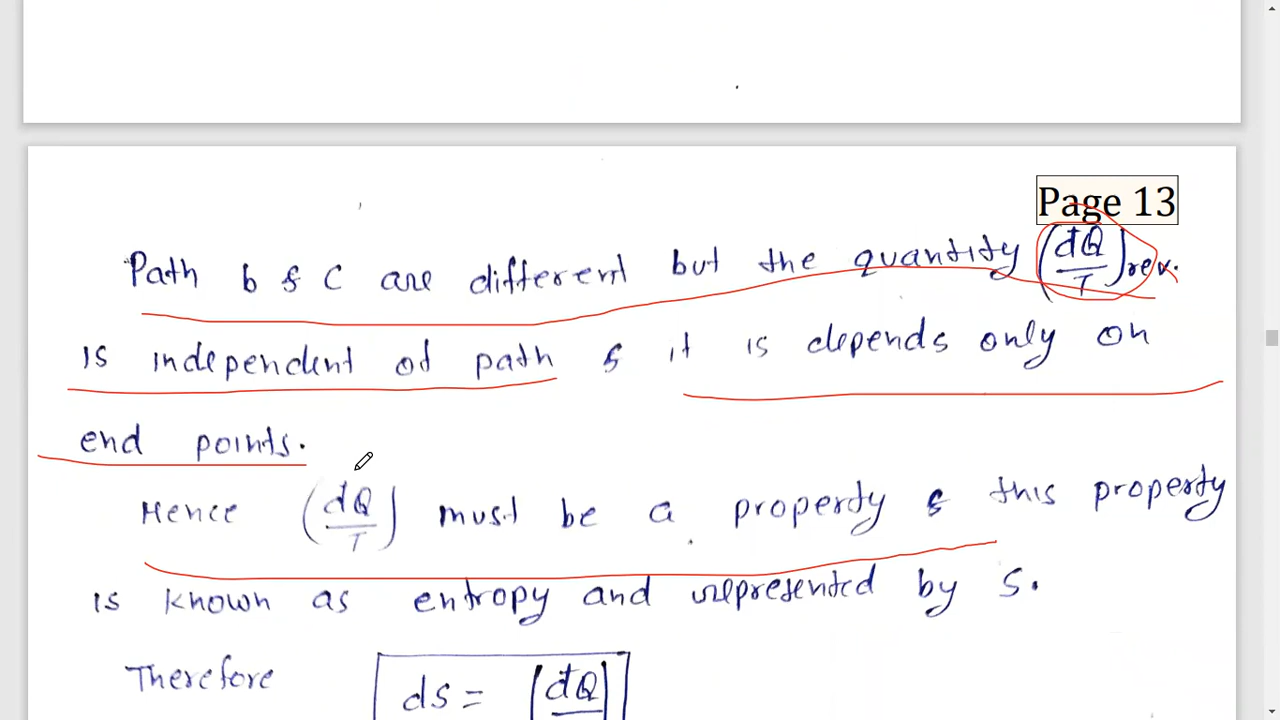 Page 13
Path b & C are different but the quantity (dQ/T)rev.
is independent of path & it is depends only on
end points.
Hence (dQ/T) must be a property & this property
is known as entropy and represented by S.
Therefore ds = (dQ